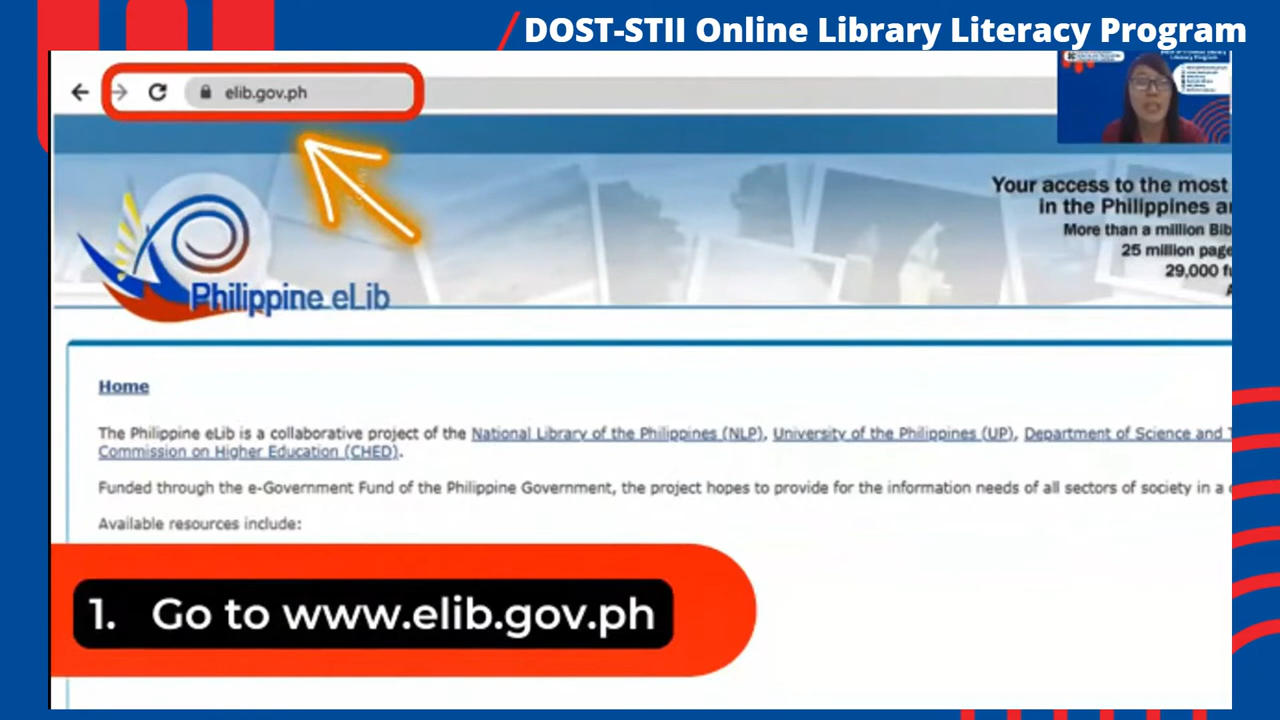 DOST-STII Online Library Literacy Program
elib.gov.ph
Your access to the most
in the Philippines
More than a million
25 million
29,000
Philippine eLib
Home
The Philippine eLib is a collaborative project of the National Library of the Philippines (NLP), University of the Philippines (UP), Department of Science and
Commission on Higher Education (CHED).
Funded through the e-Government Fund of the Philippine Government, the project hopes to provide for the information needs of all sectors of society in a
Available resources include:
1. Go to www.elib.gov.ph